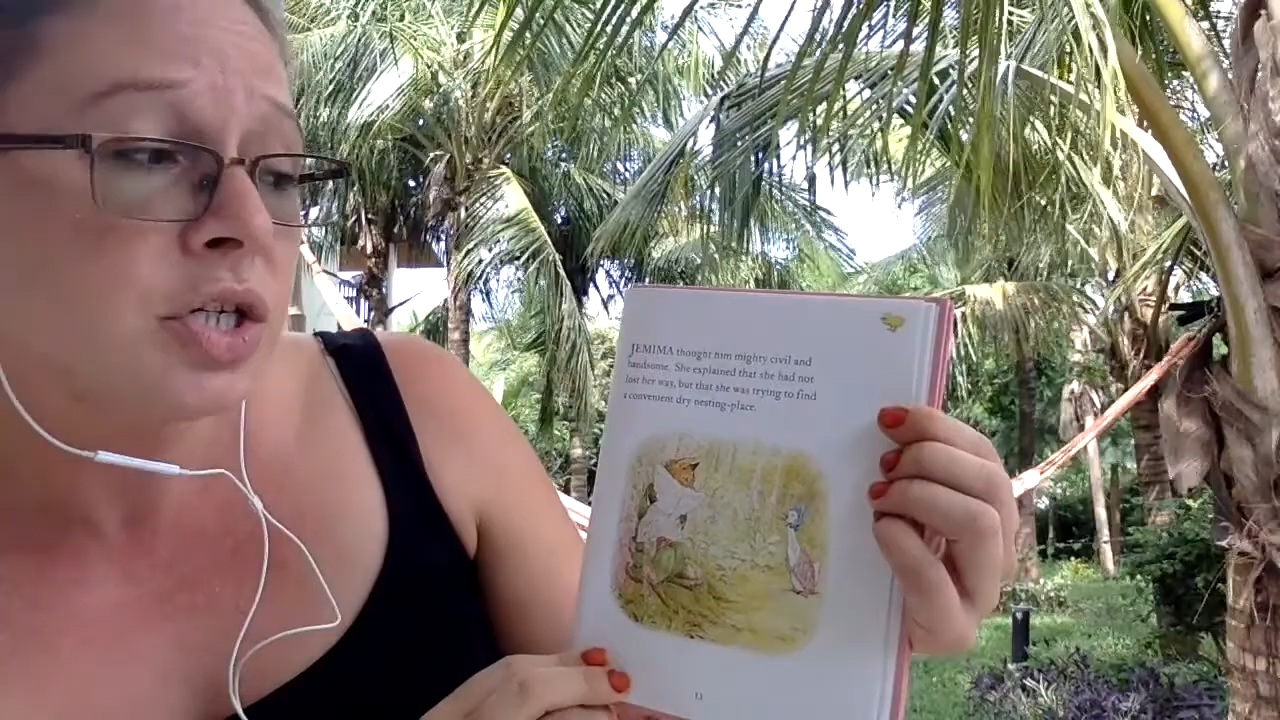 JEMIMA thought him mighty civil and
handsome. She explained that she had not
lost her way, but that she was trying to find
a convenient dry nesting-place.